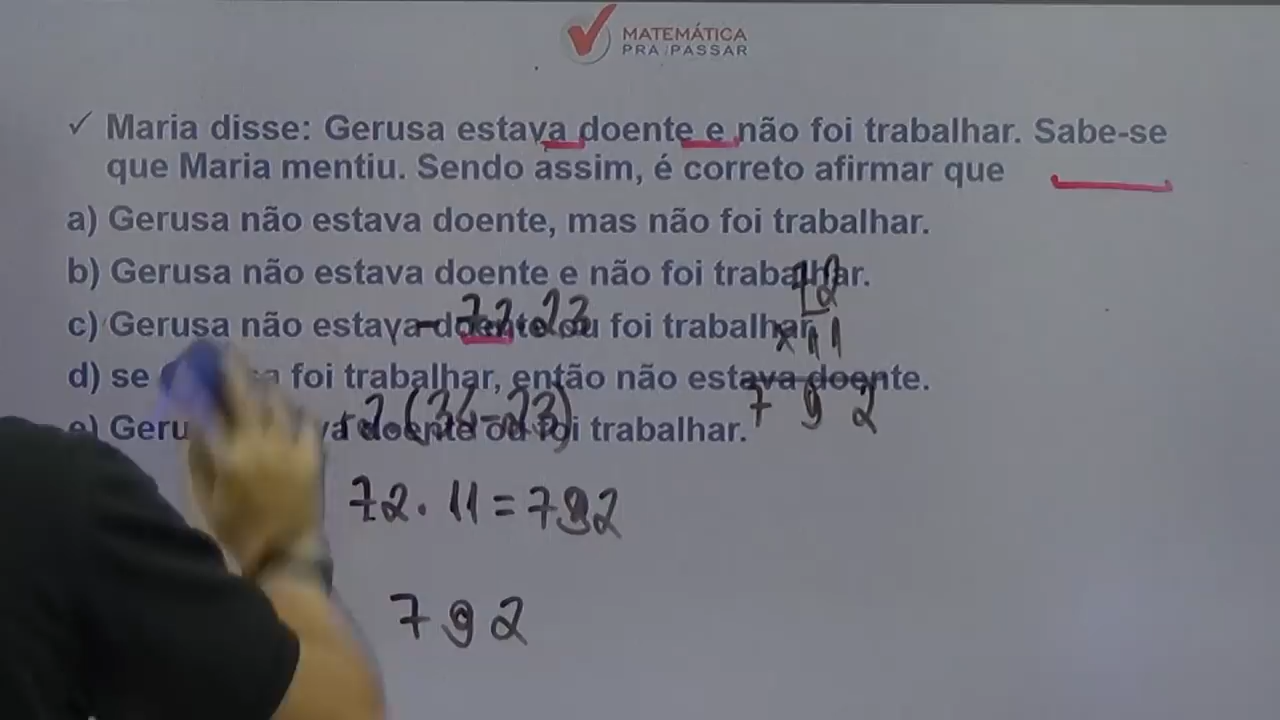 MATEMÁTICA
PRA PASSAR
✓ Maria disse: Gerusa estava doente e não foi trabalhar. Sabe-se
que Maria mentiu. Sendo assim, é correto afirmar que
a) Gerusa não estava doente, mas não foi trabalhar.
b) Gerusa não estava doente e não foi trabalhar.
72
c) Gerusa não estava doente ou foi trabalhar.
x 11
d) se foi trabalhar, então não estava doente.
792
e) doente ou foi trabalhar.
72 . 11 = 792
792